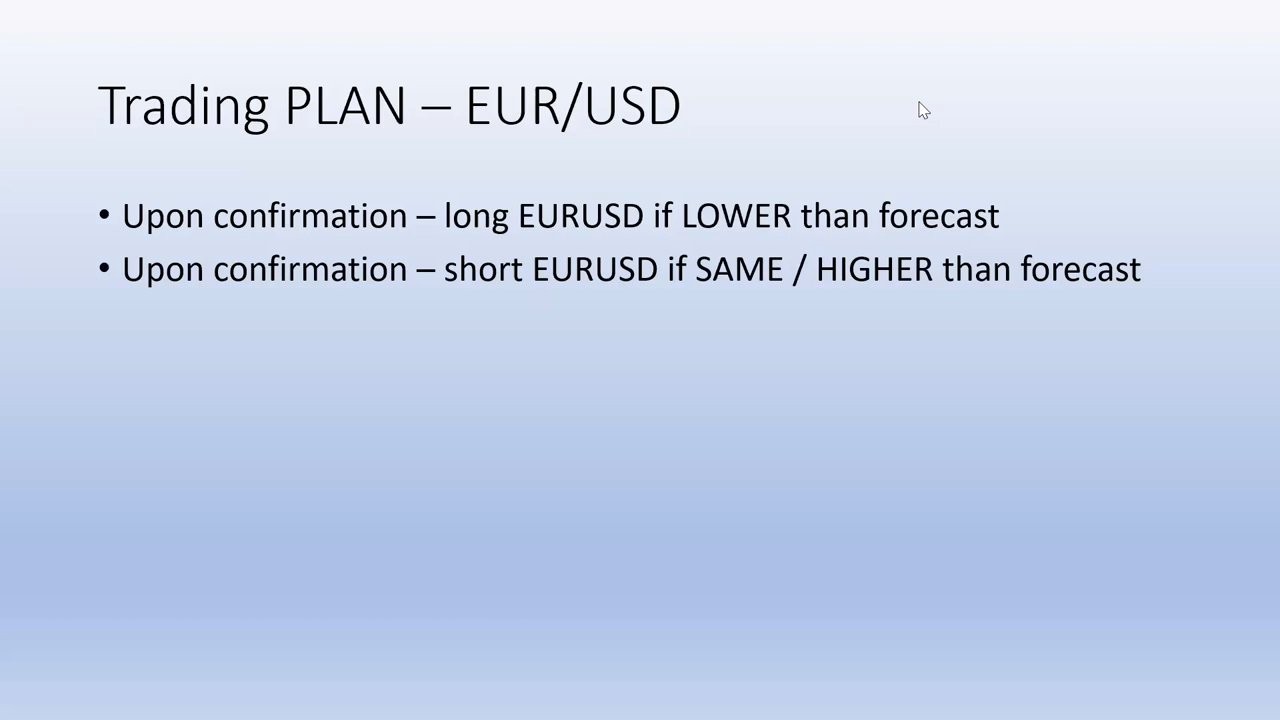 Trading PLAN – EUR/USD
• Upon confirmation – long EURUSD if LOWER than forecast
• Upon confirmation – short EURUSD if SAME / HIGHER than forecast